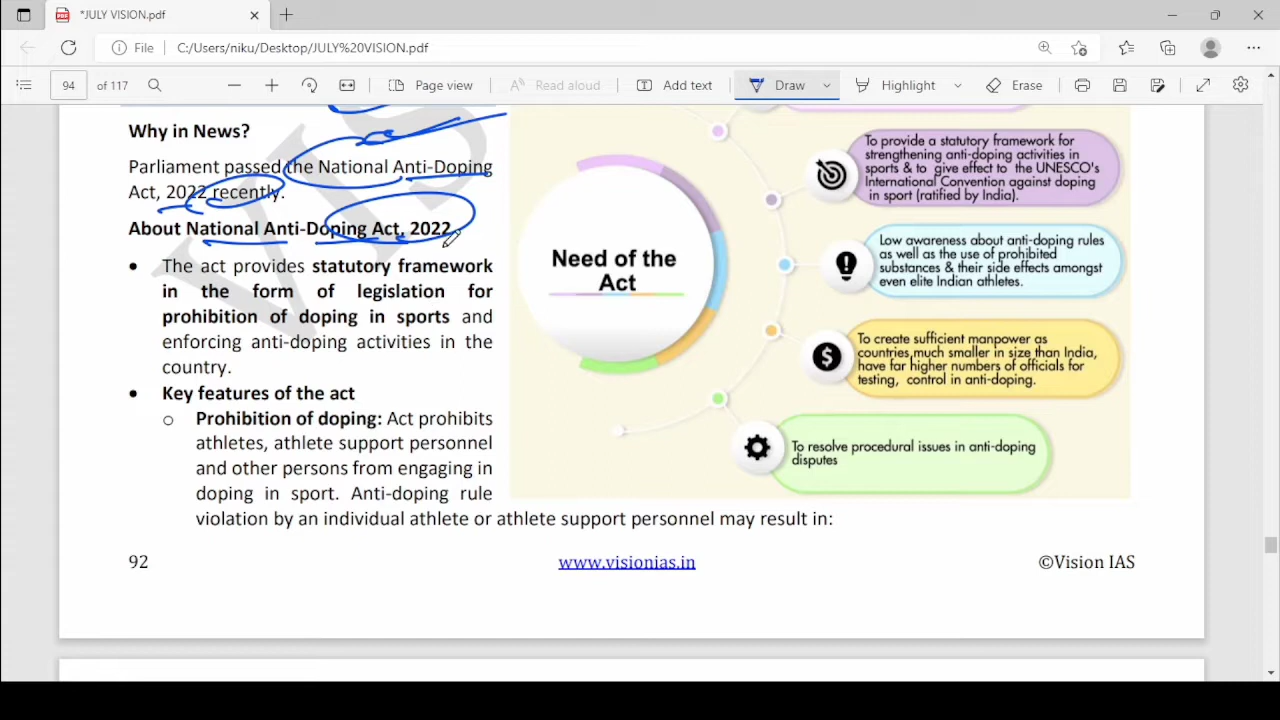 *JULY VISION.pdf
File C:/Users/niku/Desktop/JULY%20VISION.pdf
94 of 117 Page view Read aloud Add text Draw Highlight Erase
Why in News?
Parliament passed the National Anti-Doping
Act, 2022 recently.
About National Anti-Doping Act, 2022
• The act provides statutory framework
in the form of legislation for
prohibition of doping in sports and
enforcing anti-doping activities in the
country.
• Key features of the act
o Prohibition of doping: Act prohibits
athletes, athlete support personnel
and other persons from engaging in
doping in sport. Anti-doping rule
violation by an individual athlete or athlete support personnel may result in:
Need of the
Act
To provide a statutory framework for
strengthening anti-doping activities in
sports & to give effect to the UNESCO's
International Convention against doping
in sport (ratified by India).
Low awareness about anti-doping rules
as well as the use of prohibited
substances & their side effects amongst
even elite Indian athletes.
To create sufficient manpower as
countries,much smaller in size than India,
have far higher numbers of officials for
testing, control in anti-doping.
To resolve procedural issues in anti-doping
disputes
92 www.visionias.in ©Vision IAS
VIS